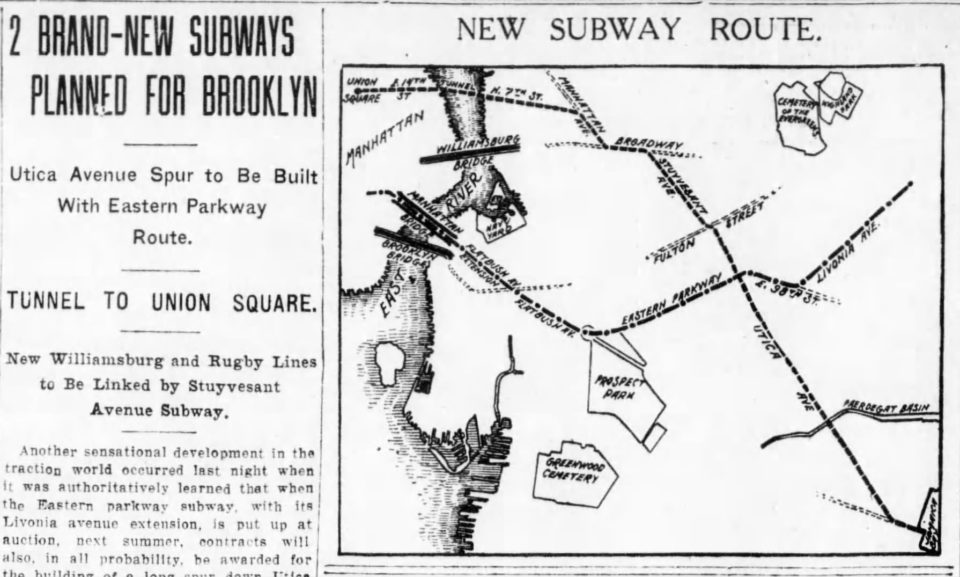 2 BRAND-NEW SUBWAYS
PLANNED FOR BROOKLYN
Utica Avenue Spur to Be Built
With Eastern Parkway
Route.
TUNNEL TO UNION SQUARE.
New Williamsburg and Rugby Lines
to Be Linked by Stuyvesant
Avenue Subway.
Another sensational development in the
traction world occurred last night when
it was authoritatively learned that when
the Eastern parkway subway, with its
Livonia avenue extension, is put up at
auction, next summer, contracts will
also, in all probability, be awarded for
the building of a long spur down Utica
NEW SUBWAY ROUTE.
UNION
SQUARE
E. 14TH
ST
TUNNEL
N. 7TH ST.
MANHATTAN
AVE.
MANHATTAN
WILLIAMSBURG
BRIDGE
BROADWAY
CEMETERY
OF THE
EVERGREENS
HIGHLAND
PARK
STUYVESANT
AVE
EAST
RIVER
NAVY
YARD
MANHATTAN
BRIDGE
BROOKLYN
BRIDGE
FLATBUSH AV.
EXTENSION
FLATBUSH AV.
FULTON
STREET
EASTERN PARKWAY
E. 98TH ST.
LIVONIA AVE.
UTICA
AVE
PROSPECT
PARK
GREENWOOD
CEMETERY
PAERDEGAT BASIN